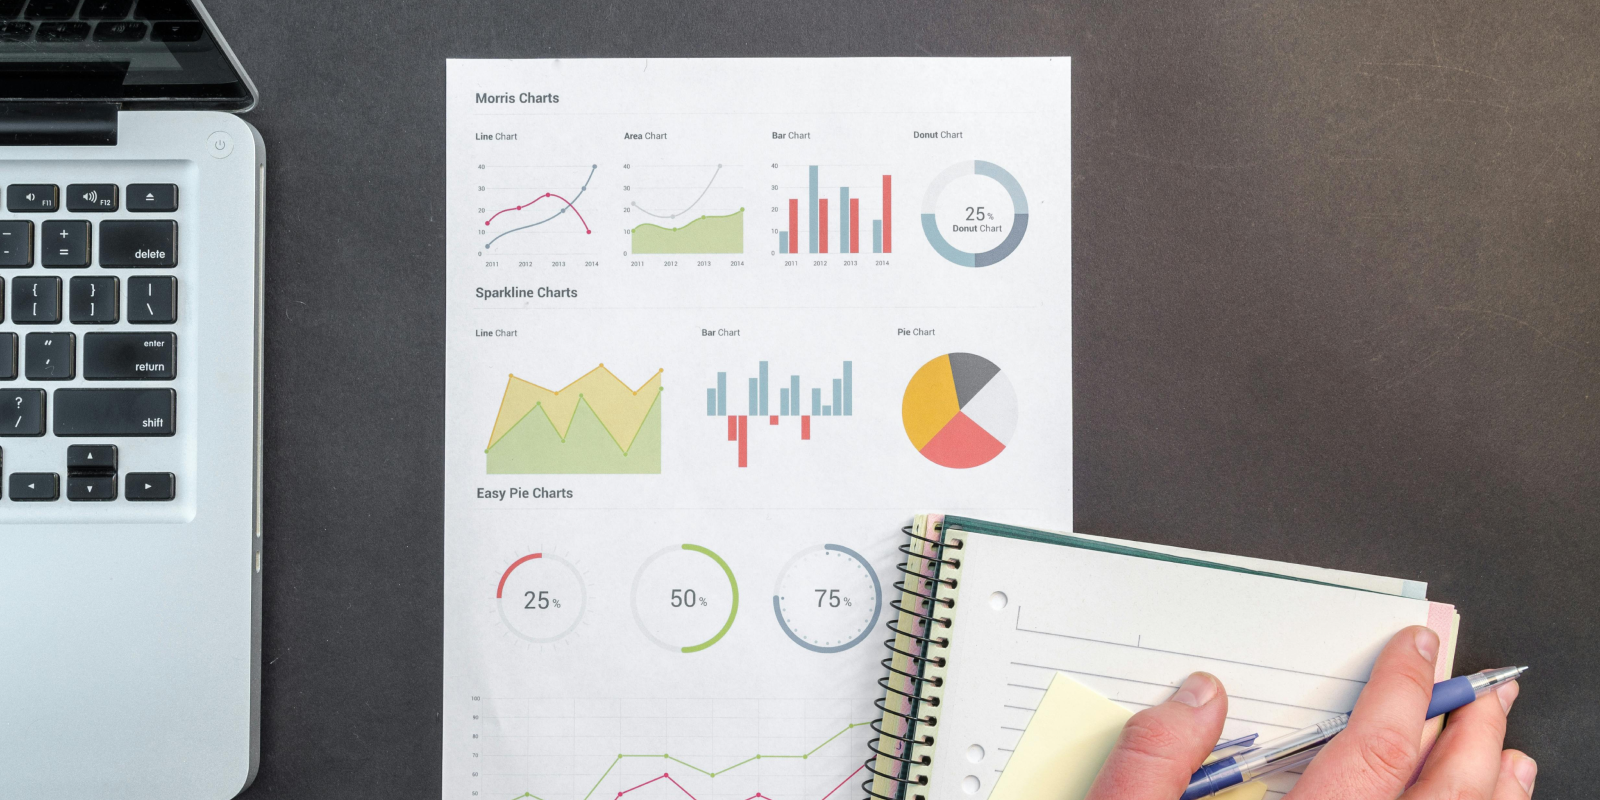 Morris Charts
Line Chart
40
30
20
10
0
2011 2012 2013 2014
Area Chart
40
30
20
10
0
2011 2012 2013 2014
Bar Chart
40
30
20
10
0
2011 2012 2013 2014
Donut Chart
25%
Donut Chart
Sparkline Charts
Line Chart
Bar Chart
Pie Chart
Easy Pie Charts
25%
50%
75%
100
90
80
70
60
50
F11
F12
- -
+ =
delete
{ [
} ]
| \
" '
enter
return
? /
shift